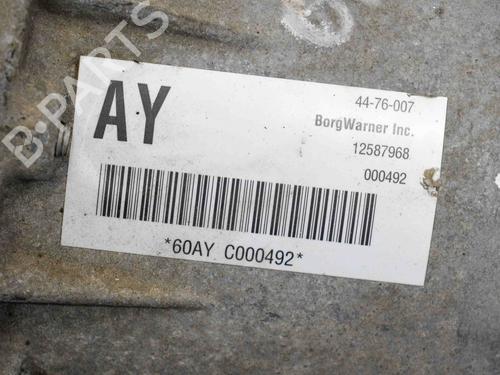 B-PARTS
AY
44-76-007
BorgWarner Inc.
12587968
000492
*60AY C000492*